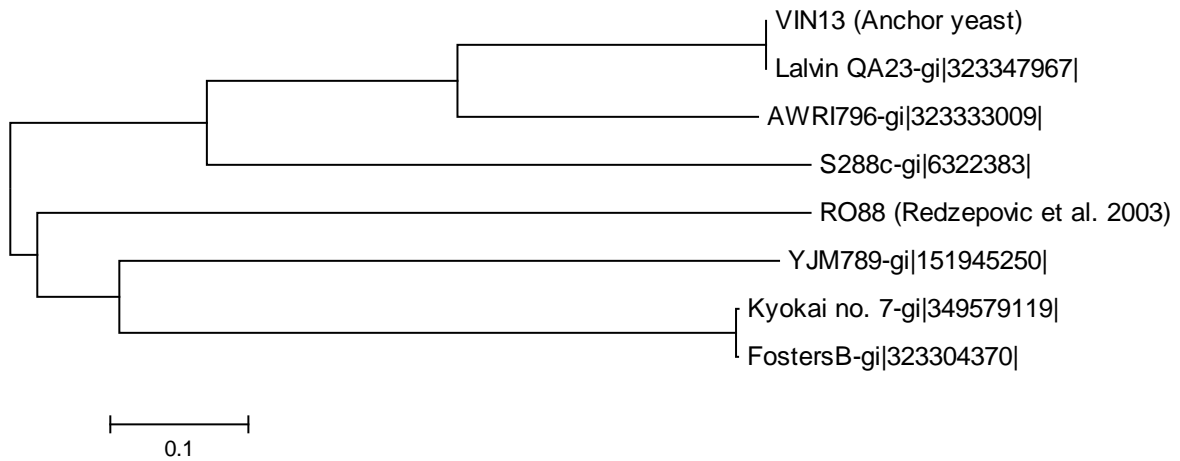 VIN13 (Anchor yeast)
Lalvin QA23-gi|323347967|
AWRI796-gi|323333009|
S288c-gi|6322383|
RO88 (Redzepovic et al. 2003)
YJM789-gi|151945250|
Kyokai no. 7-gi|349579119|
FostersB-gi|323304370|
0.1